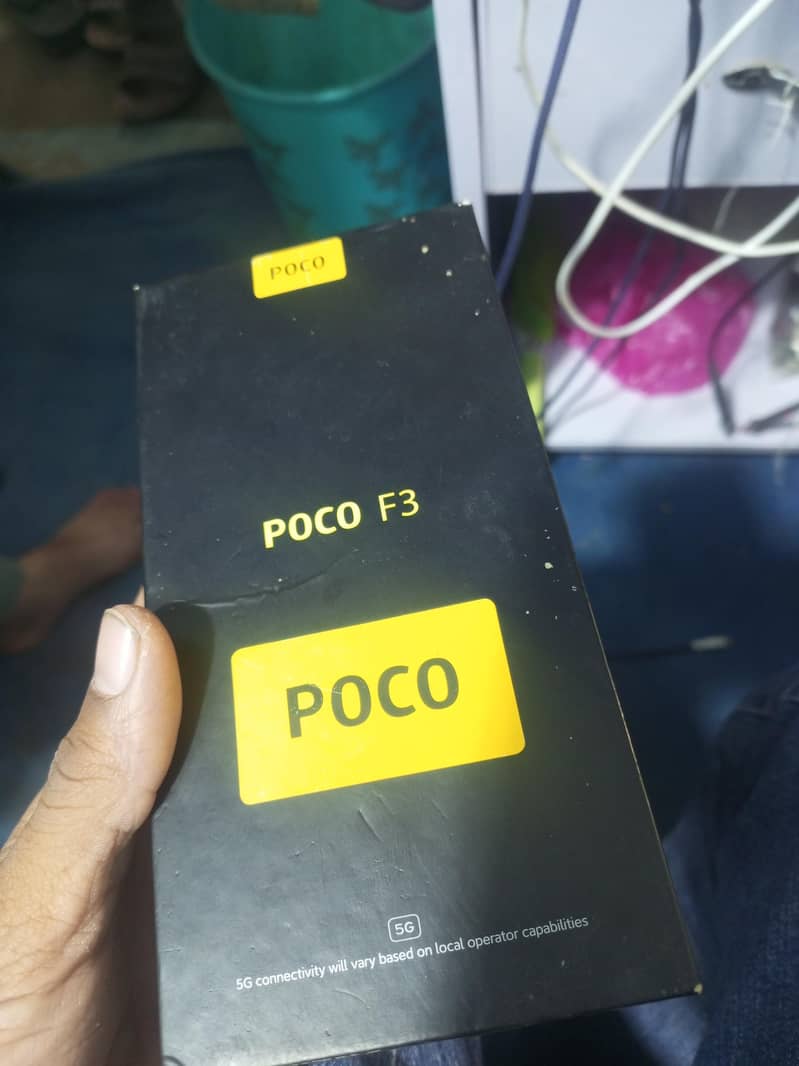 POCO
POCO F3
POCO
5G
5G connectivity will vary based on local operator capabilities